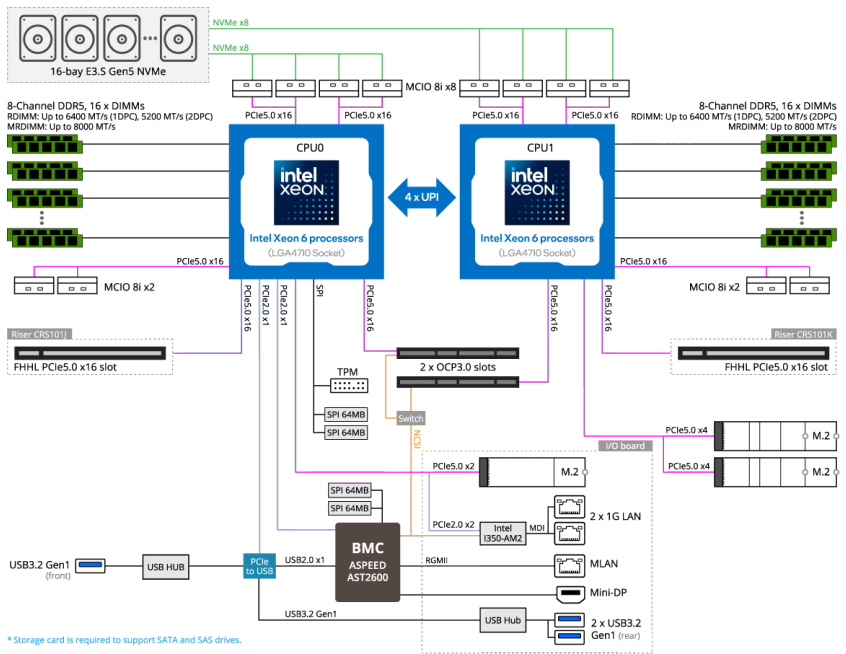 NVMe x8
NVMe x8
16-bay E3.S Gen5 NVMe
MCIO 8i x8
8-Channel DDR5, 16 x DIMMs
RDIMM: Up to 6400 MT/s (1DPC), 5200 MT/s (2DPC)
MRDIMM: Up to 8000 MT/s
PCIe5.0 x16
PCIe5.0 x16
PCIe5.0 x16
PCIe5.0 x16
8-Channel DDR5, 16 x DIMMs
RDIMM: Up to 6400 MT/s (1DPC), 5200 MT/s (2DPC)
MRDIMM: Up to 8000 MT/s
CPU0
intel
XEON
Intel Xeon 6 processors
(LGA4710 Socket)
4 x UPI
CPU1
intel
XEON
Intel Xeon 6 processors
(LGA4710 Socket)
PCIe5.0 x16
MCIO 8i x2
PCIe5.0 x16
MCIO 8i x2
PCIe5.0 x16
PCIe2.0 x1
PCIe2.0 x1
SPI
PCIe5.0 x16
PCIe5.0 x16
PCIe5.0 x16
Riser CRS101J
FHHL PCIe5.0 x16 slot
Riser CRS101K
FHHL PCIe5.0 x16 slot
2 x OCP3.0 slots
TPM
SPI 64MB
SPI 64MB
Switch
NCSI
PCIe5.0 x4
M.2
PCIe5.0 x4
M.2
I/O board
PCIe5.0 x2
M.2
SPI 64MB
SPI 64MB
PCIe2.0 x2
Intel
I350-AM2
MDI
2 x 1G LAN
BMC
ASPEED
AST2600
RGMII
MLAN
Mini-DP
USB3.2 Gen1
(front)
USB HUB
PCIe
to USB
USB2.0 x1
USB3.2 Gen1
USB Hub
2 x USB3.2
Gen1 (rear)
* Storage card is required to support SATA and SAS drives.